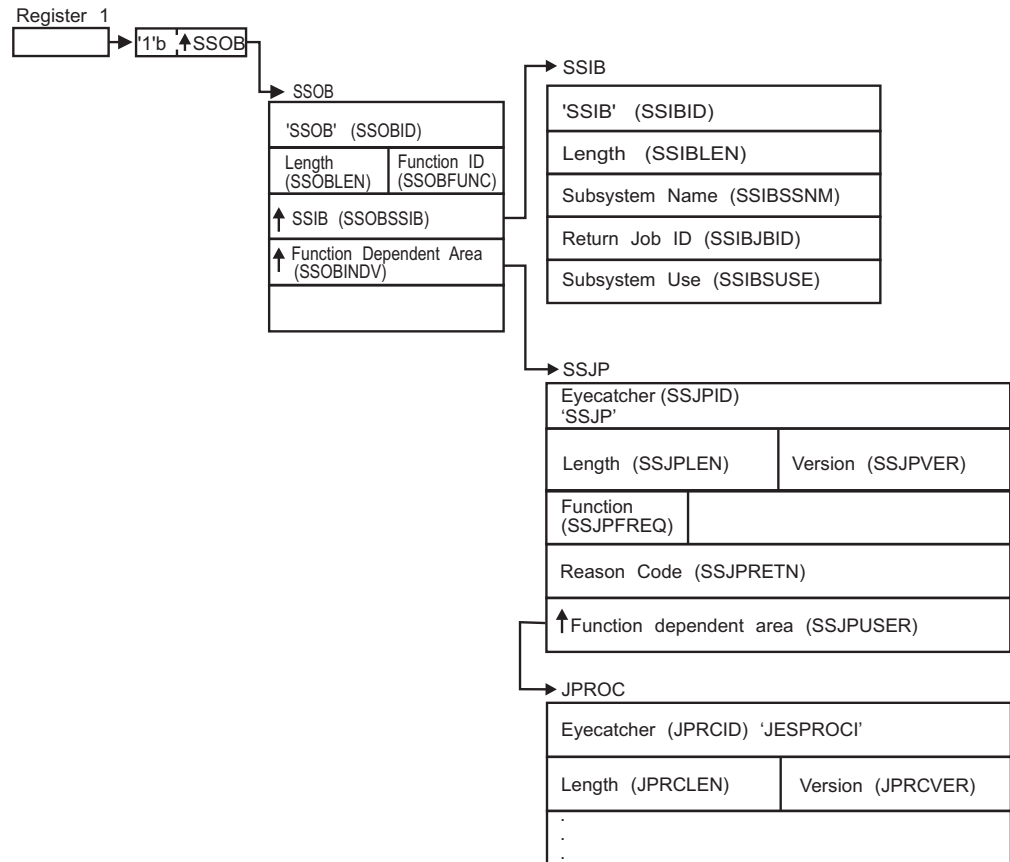 Register 1
'1'b SSOB
SSOB
'SSOB' (SSOBID)
Length
(SSOBLEN)
Function ID
(SSOBFUNC)
SSIB (SSOBSSIB)
Function Dependent Area
(SSOBINDV)
SSIB
'SSIB' (SSIBID)
Length (SSIBLEN)
Subsystem Name (SSIBSSNM)
Return Job ID (SSIBJBID)
Subsystem Use (SSIBSUSE)
SSJP
Eyecatcher (SSJPID)
‘SSJP’
Length (SSJPLEN)
Version (SSJPVER)
Function
(SSJPFREQ)
Reason Code (SSJPRETN)
Function dependent area (SSJPUSER)
JPROC
Eyecatcher (JPRCID) ‘JESPROCI’
Length (JPRCLEN)
Version (JPRCVER)
.
.
.